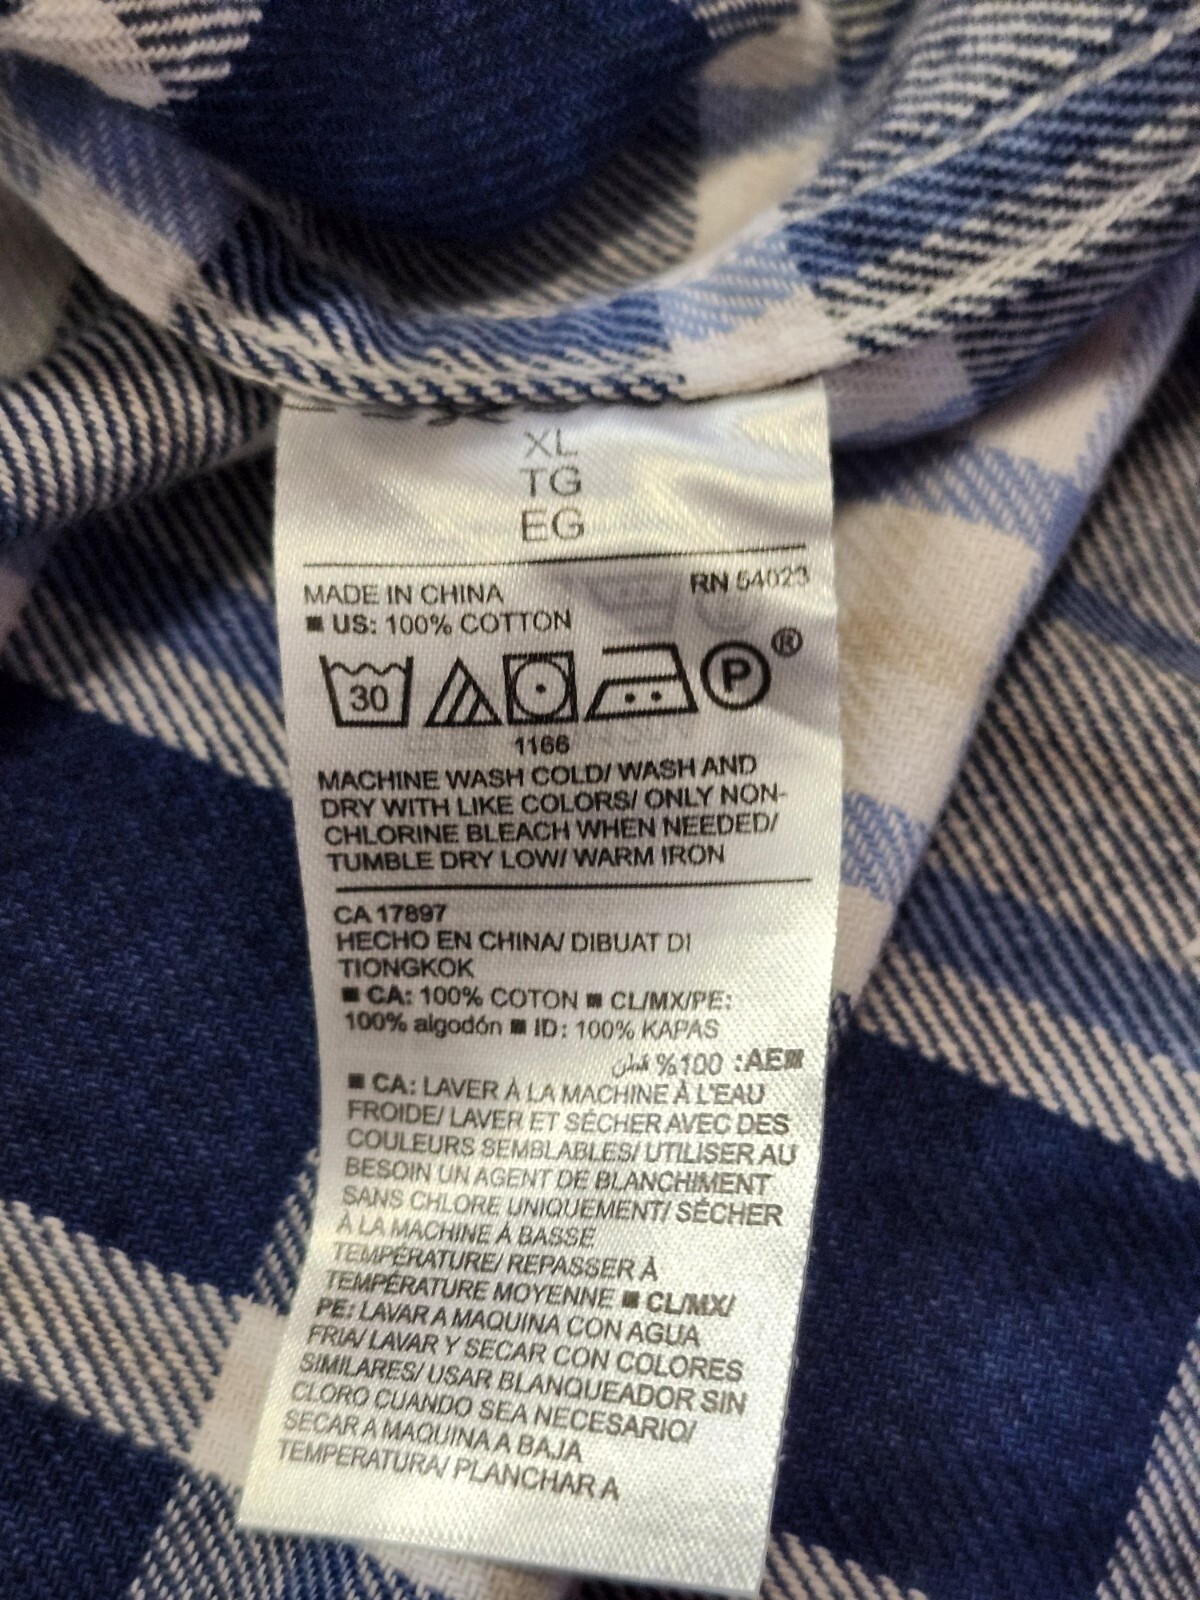 XL
TG
EG
MADE IN CHINA RN 54023
■ US: 100% COTTON
30 P ®
1166
MACHINE WASH COLD/ WASH AND
DRY WITH LIKE COLORS/ ONLY NON-
CHLORINE BLEACH WHEN NEEDED/
TUMBLE DRY LOW/ WARM IRON
CA 17897
HECHO EN CHINA/ DIBUAT DI
TIONGKOK
■ CA: 100% COTON ■ CL/MX/PE:
100% algodón ■ ID: 100% KAPAS
■AE: 100% قطن
■ CA: LAVER À LA MACHINE À L'EAU
FROIDE/ LAVER ET SÉCHER AVEC DES
COULEURS SEMBLABLES/ UTILISER AU
BESOIN UN AGENT DE BLANCHIMENT
SANS CHLORE UNIQUEMENT/ SÉCHER
À LA MACHINE À BASSE
TEMPÉRATURE/ REPASSER À
TEMPÉRATURE MOYENNE ■ CL/MX/
PE: LAVAR A MAQUINA CON AGUA
FRIA/ LAVAR Y SECAR CON COLORES
SIMILARES/ USAR BLANQUEADOR SIN
CLORO CUANDO SEA NECESARIO/
SECAR A MAQUINA A BAJA
TEMPERATURA/ PLANCHAR A